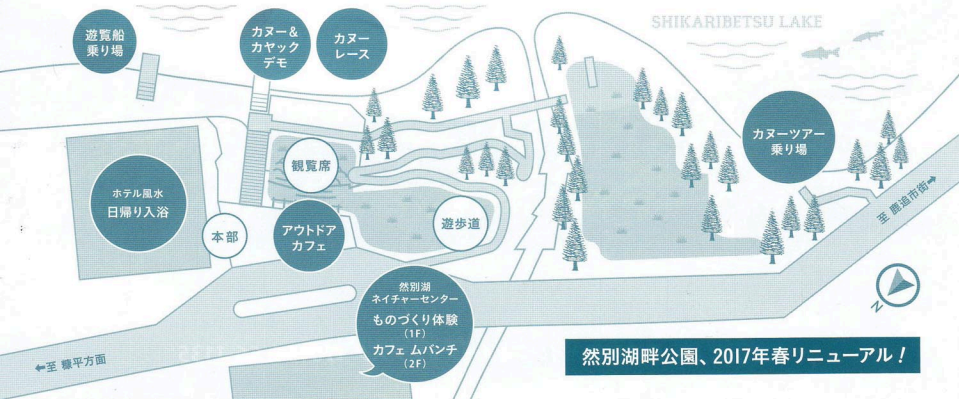 SHIKARIBETSU LAKE
遊覧船
乗り場
カヌー&
カヤック
デモ
カヌー
レース
カヌーツアー
乗り場
観覧席
ホテル風水
日帰り入浴
本部
アウトドア
カフェ
遊歩道
至 鹿追市街→
然別湖
ネイチャーセンター
ものづくり体験
(1F)
カフェ ムバンチ
(2F)
N
←至 糠平方面
然別湖畔公園、2017年春リニューアル!